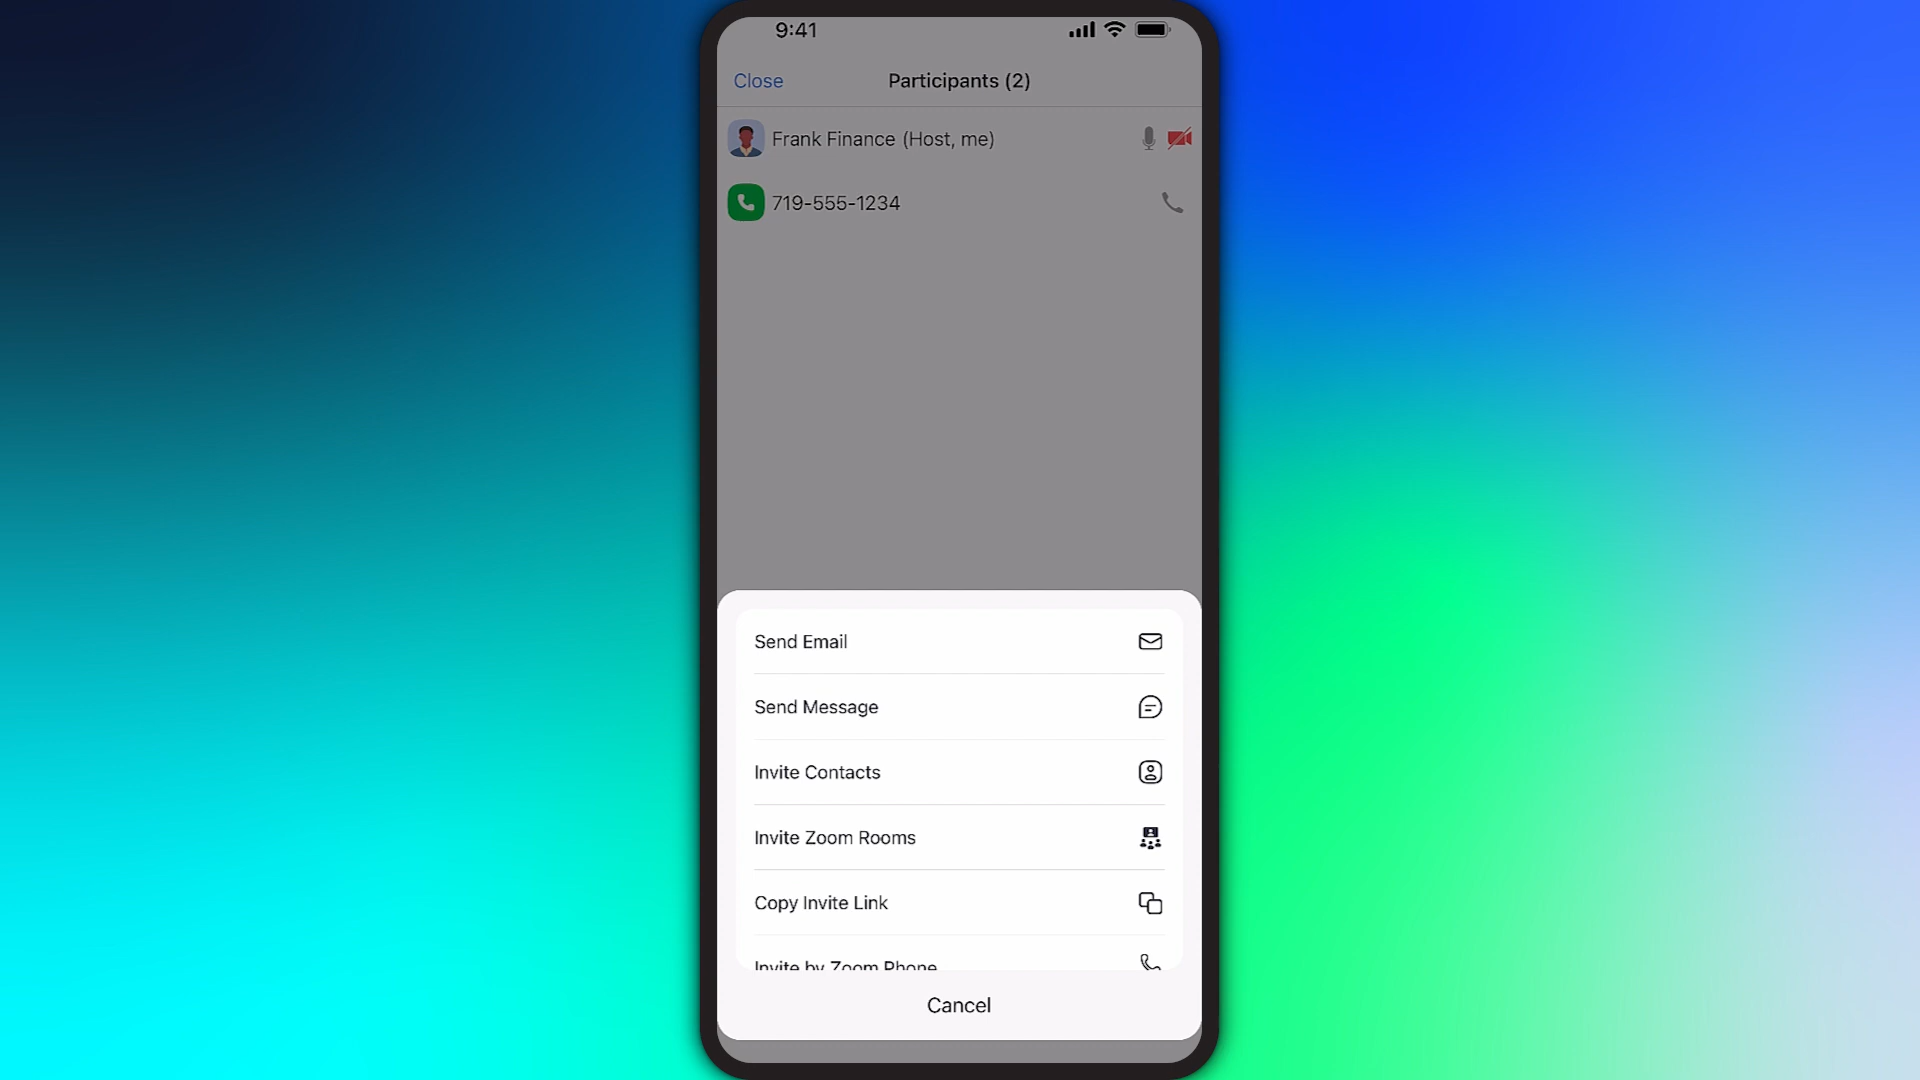 9:41
Close
Participants (2)
Frank Finance (Host, me)
719-555-1234
Send Email
Send Message
Invite Contacts
Invite Zoom Rooms
Copy Invite Link
Invite by Zoom Phone
Cancel